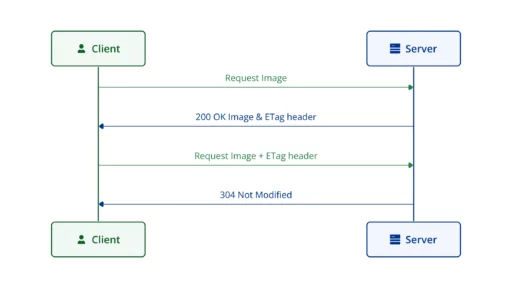 Client
Server
Request Image
200 OK Image & ETag header
Request Image + ETag header
304 Not Modified
Client
Server